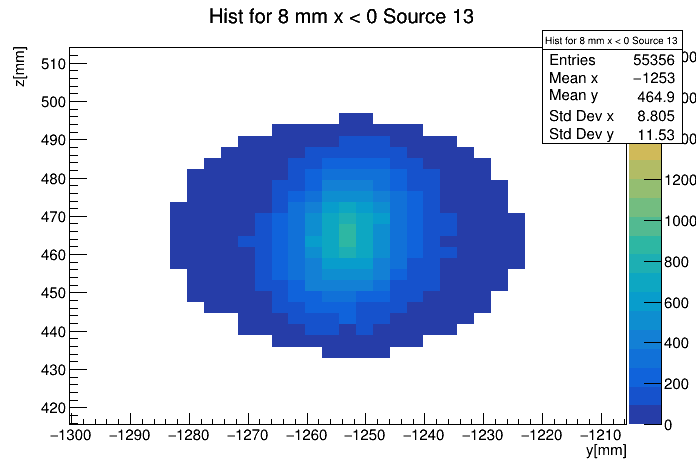 Hist for 8 mm x < 0 Source 13
z[mm]
Hist for 8 mm x < 0 Source 13
Entries 55356
Mean x −1253
Mean y 464.9
Std Dev x 8.805
Std Dev y 11.53
510
500
490
480
470
460
450
440
430
420
1200
1000
800
600
400
200
0
−1300 −1290 −1280 −1270 −1260 −1250 −1240 −1230 −1220 −1210
y[mm]